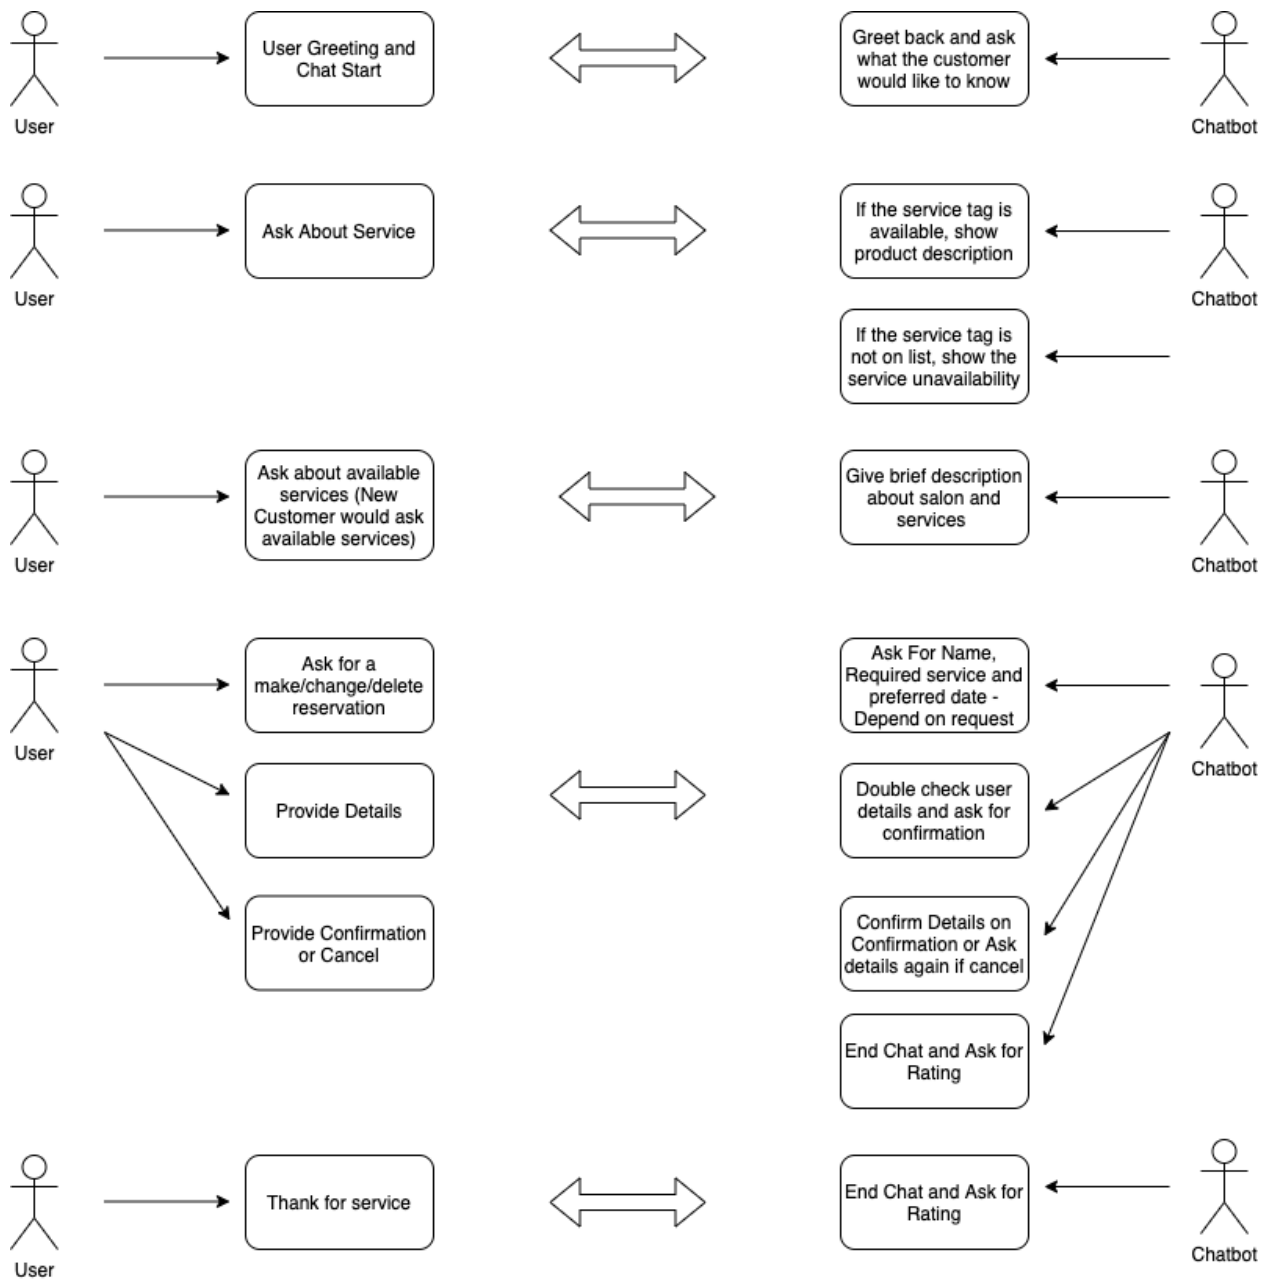 User Greeting and
Chat Start
Greet back and ask
what the customer
would like to know
User
Chatbot
Ask About Service
If the service tag is
available, show
product description
User
Chatbot
If the service tag is
not on list, show the
service unavailability
Ask about available
services (New
Customer would ask
available services)
Give brief description
about salon and
services
User
Chatbot
Ask for a
make/change/delete
reservation
Ask For Name,
Required service and
preferred date -
Depend on request
User
Chatbot
Provide Details
Double check user
details and ask for
confirmation
Provide Confirmation
or Cancel
Confirm Details on
Confirmation or Ask
details again if cancel
End Chat and Ask for
Rating
Thank for service
End Chat and Ask for
Rating
User
Chatbot